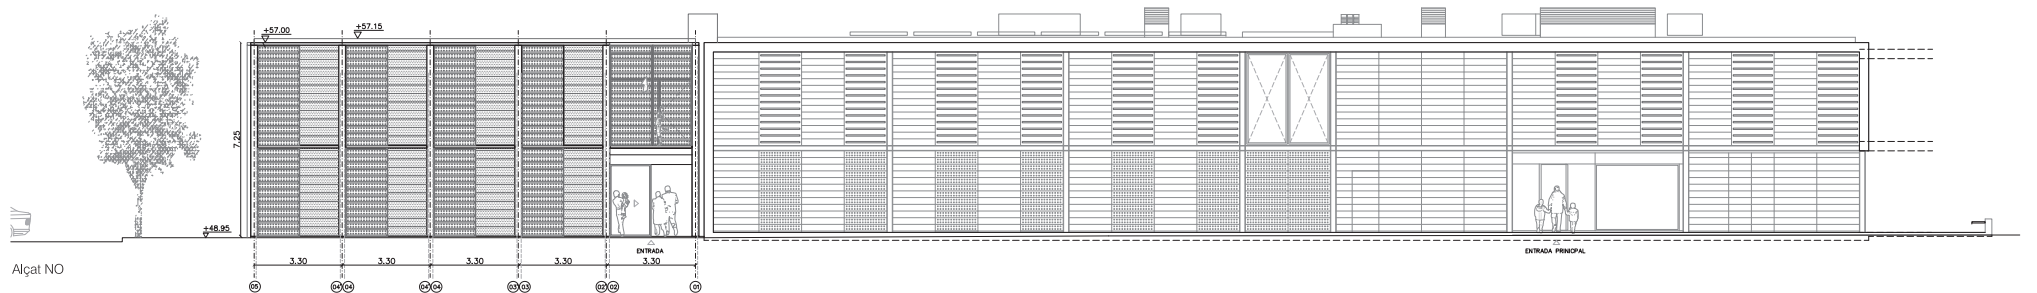 +57.00
+57.15
7.25
+48.95
ENTRADA
ENTRADA PRINICPAL
3.30 3.30 3.30 3.30 3.30
Alçat NO
05 04 04 04 04 03 03 02 02 01